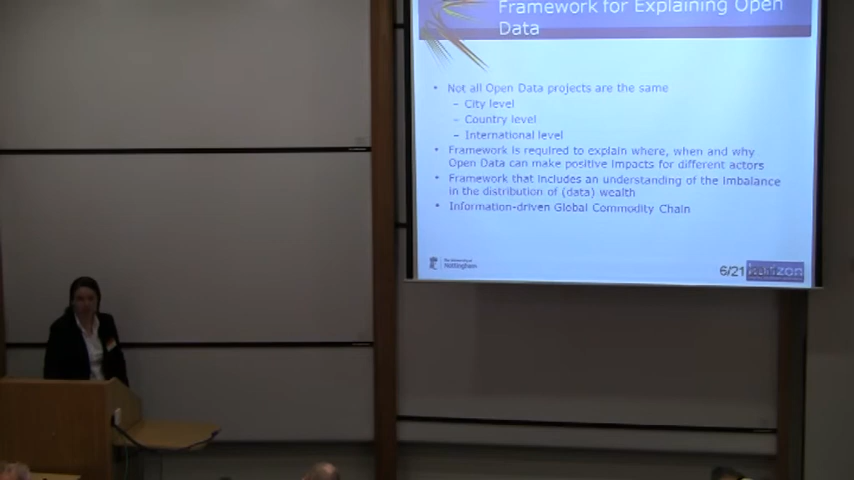 Framework for Explaining Open
Data
• Not all Open Data projects are the same
– City level
– Country level
– International level
• Framework is required to explain where, when and why
Open Data can make positive impacts for different actors
• Framework that includes an understanding of the imbalance
in the distribution of (data) wealth
• Information-driven Global Commodity Chain
Nottingham
6/21
horizon